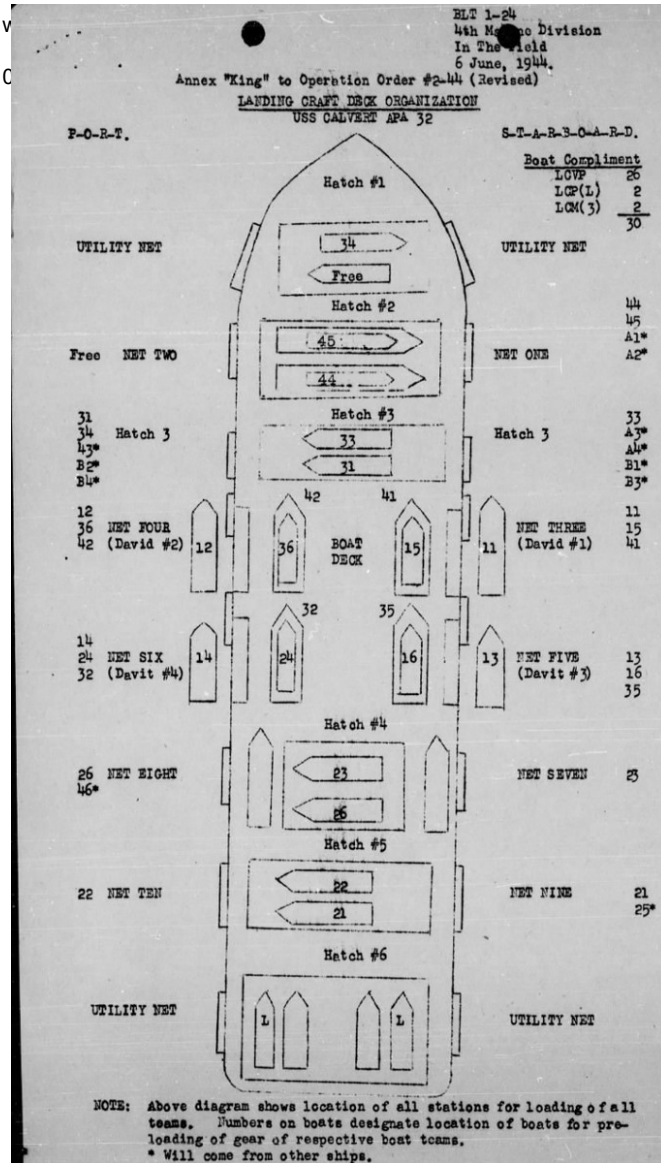 BLT 1-24
4th Marine Division
In The Field
6 June, 1944.
Annex "King" to Operation Order #2-44 (Revised)
LANDING CRAFT DECK ORGANIZATION
USS CALVERT APA 32
P-O-R-T.
S-T-A-R-B-O-A-R-D.
Boat Compliment
LCVP 26
LCP(L) 2
LCM(3) 2
30
Hatch #1
UTILITY NET
34
Free
UTILITY NET
Hatch #2
44
45
A1*
A2*
Free NET TWO
45
44
NET ONE
Hatch #3
31
34
43*
B2*
B4*
Hatch 3
33
31
Hatch 3
33
A3*
A4*
B1*
B3*
42
41
12
36 NET FOUR
42 (David #2)
12
36
BOAT
DECK
15
11
NET THREE
(David #1)
11
15
41
32
35
14
24 NET SIX
32 (Davit #4)
14
24
16
13
NET FIVE
(Davit #3)
13
16
35
Hatch #4
26 NET EIGHT
46*
23
26
NET SEVEN 23
Hatch #5
22 NET TEN
22
21
NET NINE 21
25*
Hatch #6
UTILITY NET
L
L
UTILITY NET
NOTE: Above diagram shows location of all stations for loading of all
teams. Numbers on boats designate location of boats for pre-
loading of gear of respective boat teams.
* Will come from other ships.